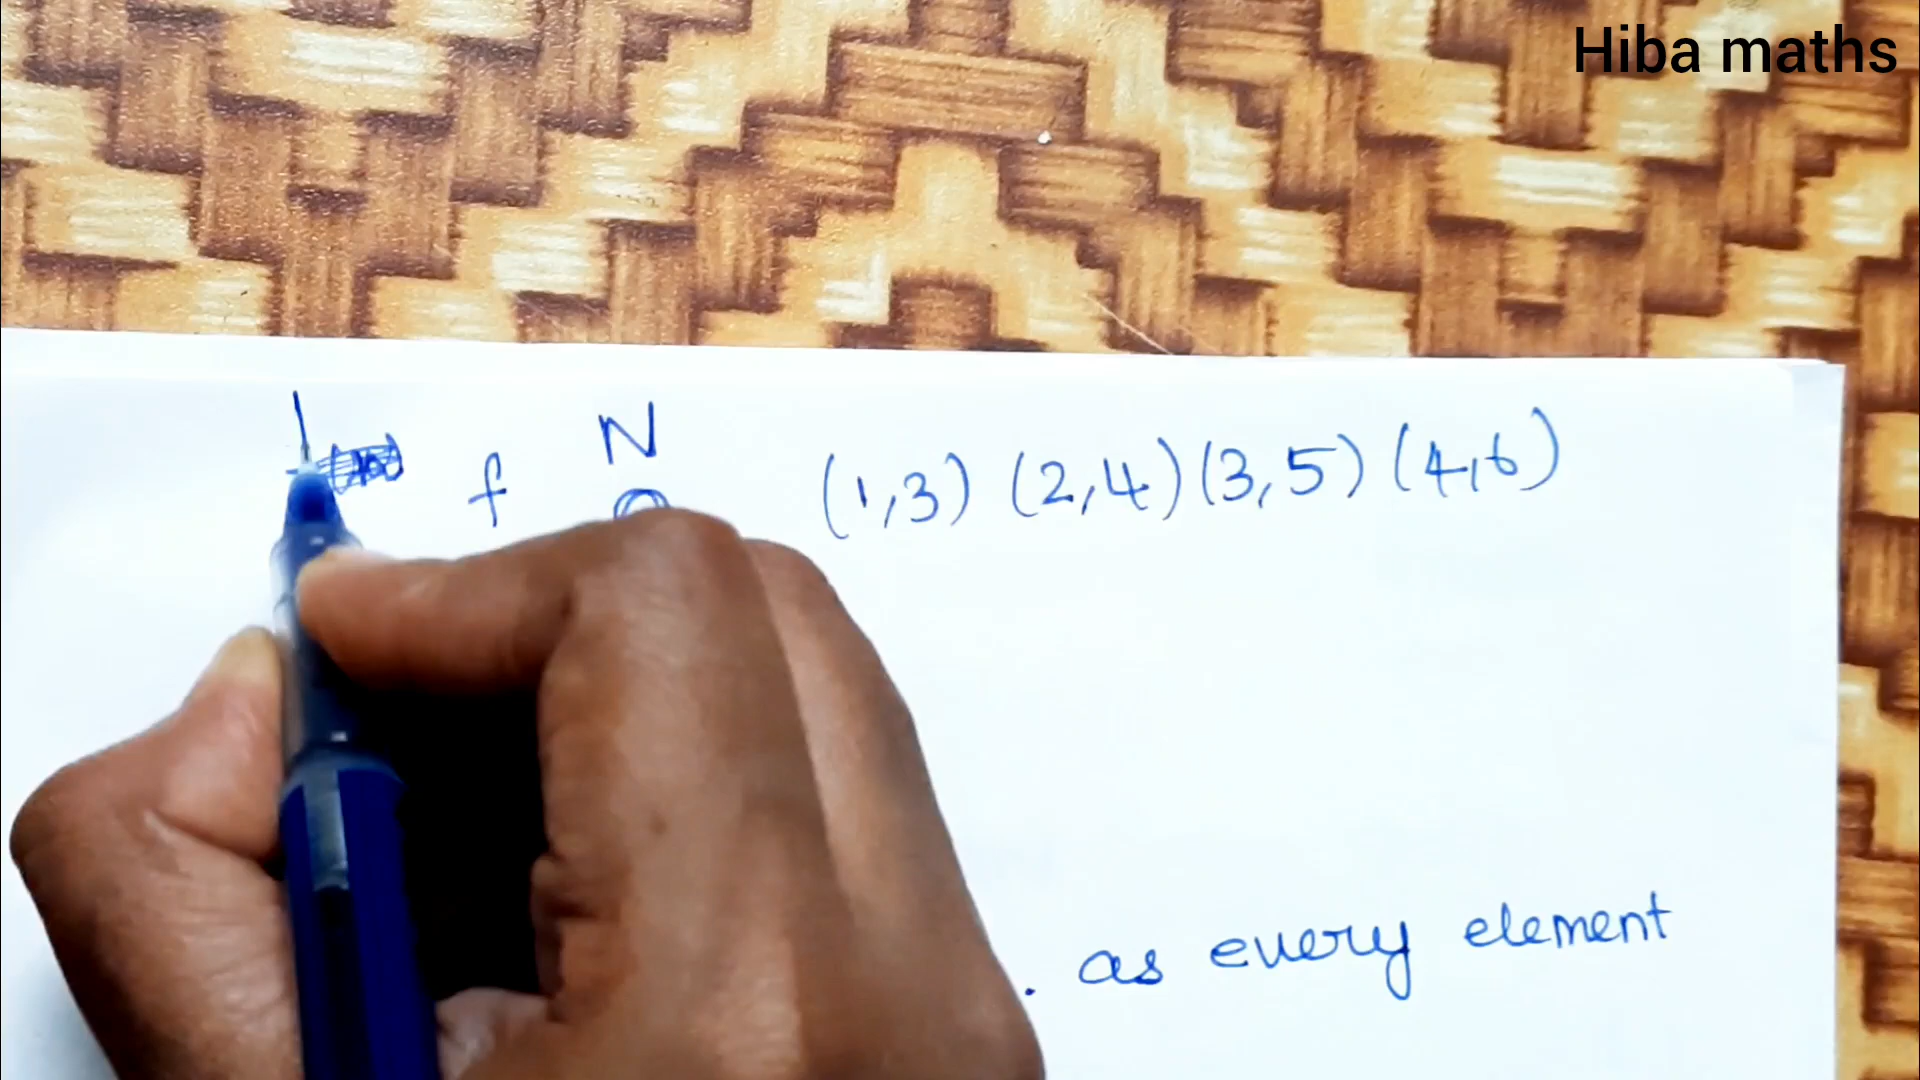 Hiba maths
f N (1,3) (2,4) (3,5) (4,6)
. as every element